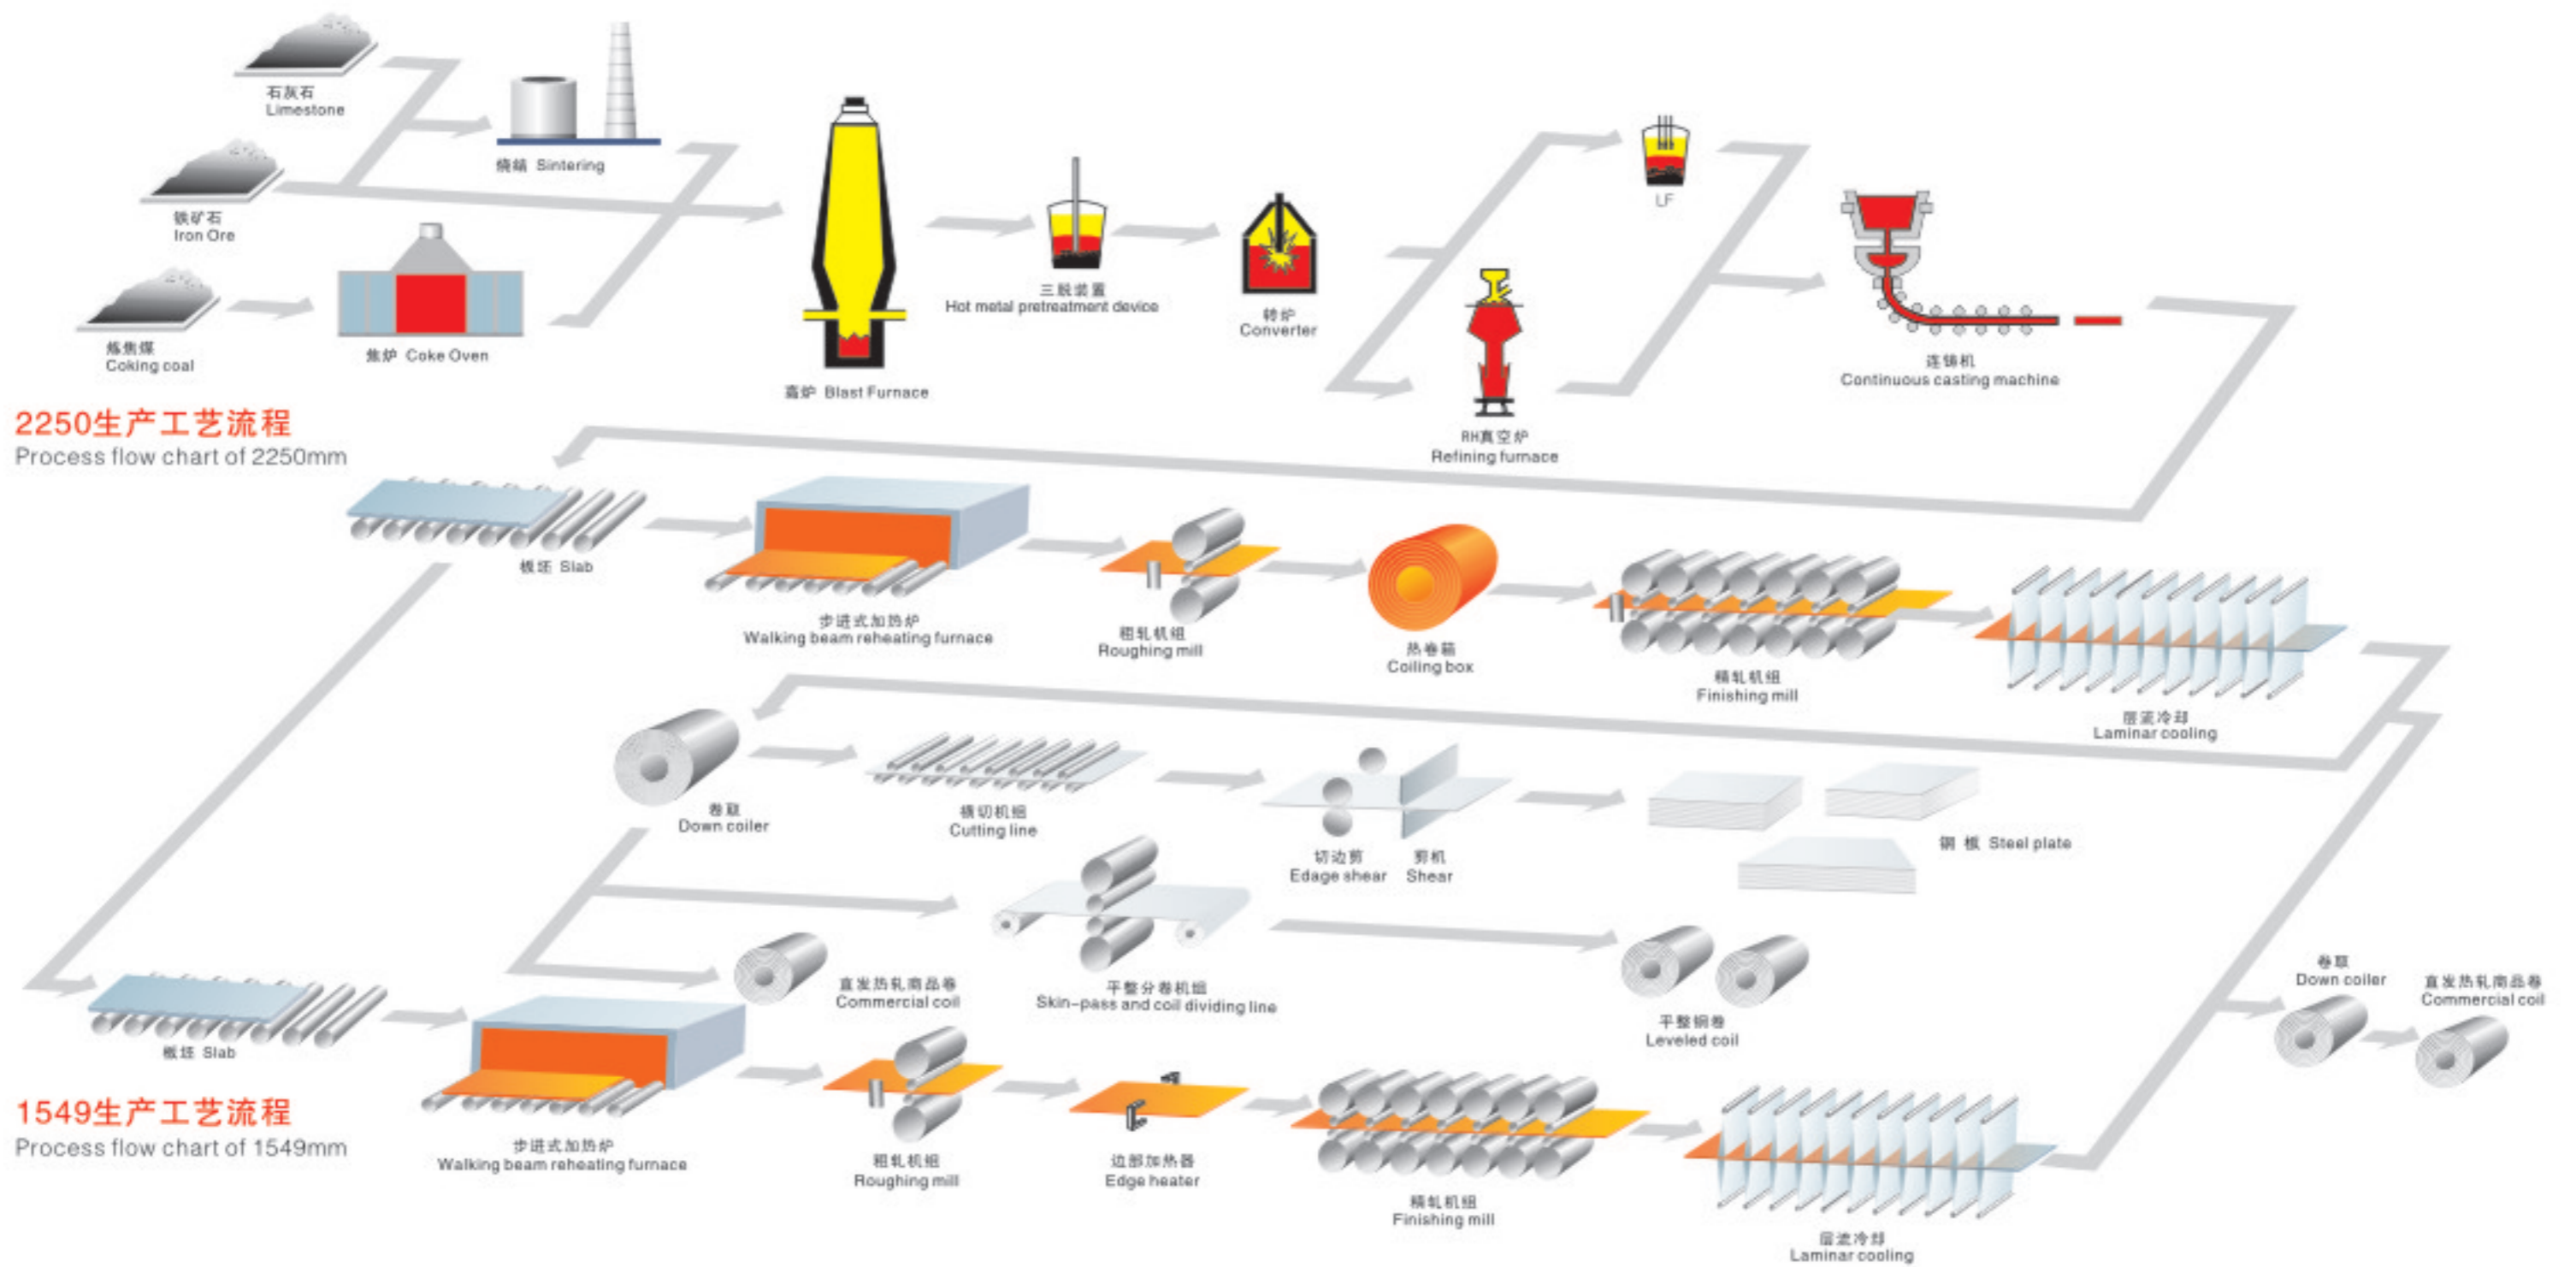 石灰石
Limestone
烧结 Sintering
铁矿石
Iron Ore
炼焦煤
Coking coal
焦炉 Coke Oven
高炉 Blast Furnace
三脱装置
Hot metal pretreatment device
转炉
Converter
LF
RH真空炉
Refining furnace
连铸机
Continuous casting machine
2250生产工艺流程
Process flow chart of 2250mm
板坯 Slab
步进式加热炉
Walking beam reheating furnace
粗轧机组
Roughing mill
热卷箱
Coiling box
精轧机组
Finishing mill
层流冷却
Laminar cooling
卷取
Down coiler
横切机组
Cutting line
切边剪
Edage shear
剪机
Shear
钢 板 Steel plate
直发热轧商品卷
Commercial coil
平整分卷机组
Skin-pass and coil dividing line
平整钢卷
Leveled coil
卷取
Down coiler
直发热轧商品卷
Commercial coil
板坯 Slab
1549生产工艺流程
Process flow chart of 1549mm
步进式加热炉
Walking beam reheating furnace
粗轧机组
Roughing mill
边部加热器
Edge heater
精轧机组
Finishing mill
层流冷却
Laminar cooling